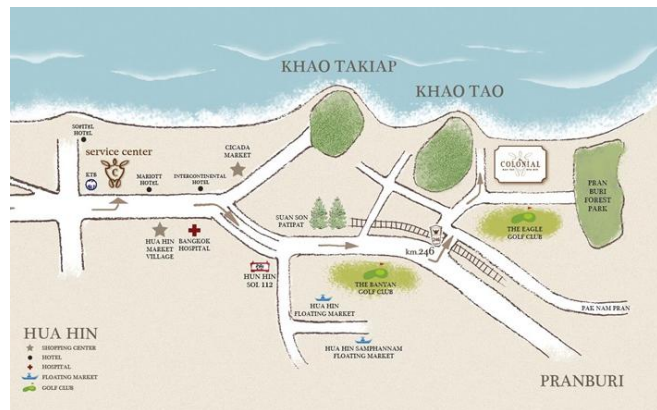 KHAO TAKIAP
KHAO TAO
SOFITEL
HOTEL
service center
C
KTB
MARIOTT
HOTEL
INTERCONTINENTAL
HOTEL
CICADA
MARKET
COLONIAL
PRAN
BURI
FOREST
PARK
HUA HIN
MARKET
VILLAGE
BANGKOK
HOSPITAL
SUAN SON
PATIPAT
THE EAGLE
GOLF CLUB
km.246
HUN HIN
SOI 112
THE BANYAN
GOLF CLUB
HUA HIN
FLOATING MARKET
PAK NAM PRAN
HUA HIN SAMPHANNAM
FLOATING MARKET
HUA HIN
SHOPPING CENTER
HOTEL
HOSPITAL
FLOATING MARKET
GOLF CLUB
PRANBURI